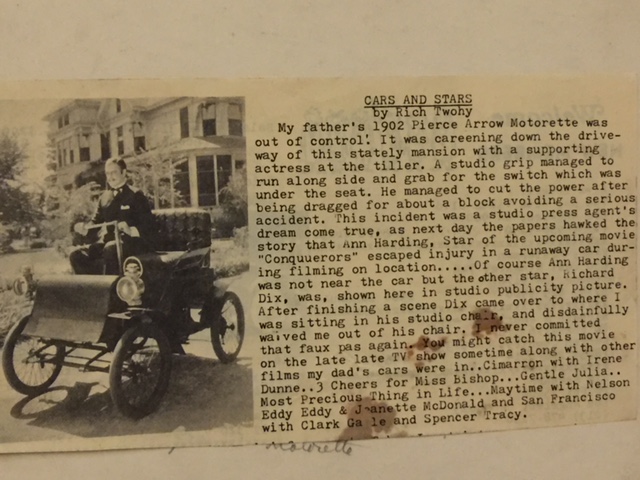 CARS AND STARS
by Rich Twohy
My father's 1902 Pierce Arrow Motorette was
out of control! It was careening down the drive-
way of this stately mansion with a supporting
actress at the tiller. A studio grip managed to
run along side and grab for the switch which was
under the seat. He managed to cut the power after
being dragged for about a block avoiding a serious
accident. This incident was a studio press agent's
dream come true, as next day the papers hawked the
story that Ann Harding, Star of the upcoming movie
"Conquuerors" escaped injury in a runaway car dur-
ing filming on location.....Of course Ann Harding
was not near the car but the other star, Richard
Dix, was, shown here in studio publicity picture.
After finishing a scene Dix came over to where I
was sitting in his studio chair, and disdainfully
waived me out of his chair. I never committed
that faux pas again. You might catch this movie
on the late late TV show sometime along with other
films my dad's cars were in..Cimarron with Irene
Dunne..3 Cheers for Miss Bishop...Gentle Julia..
Most Precious Thing in Life...Maytime with Nelson
Eddy Eddy & Jeanette McDonald and San Francisco
with Clark Gable and Spencer Tracy.
Motorette